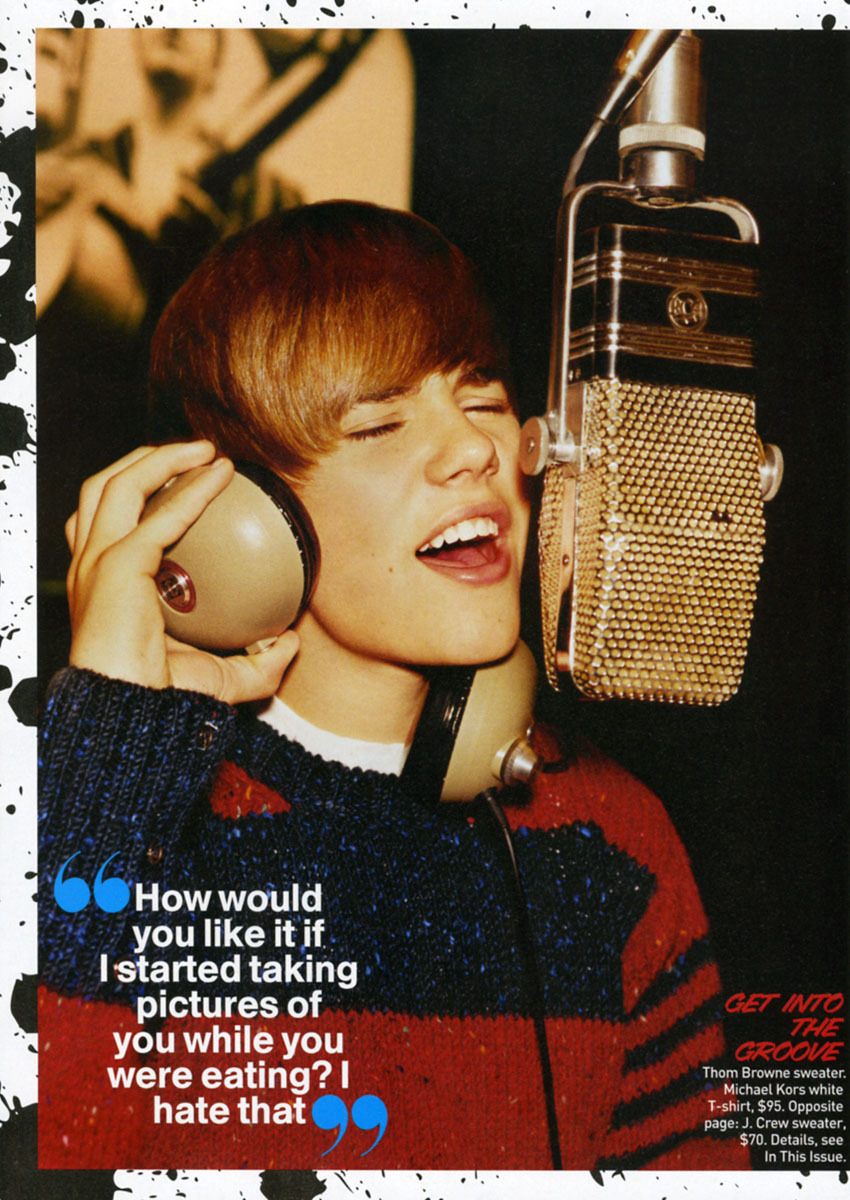 “How would
you like it if
I started taking
pictures of
you while you
were eating? I
hate that”
GET INTO
THE
GROOVE
Thom Browne sweater.
Michael Kors white
T-shirt, $95. Opposite
page: J. Crew sweater,
$70. Details, see
In This Issue.